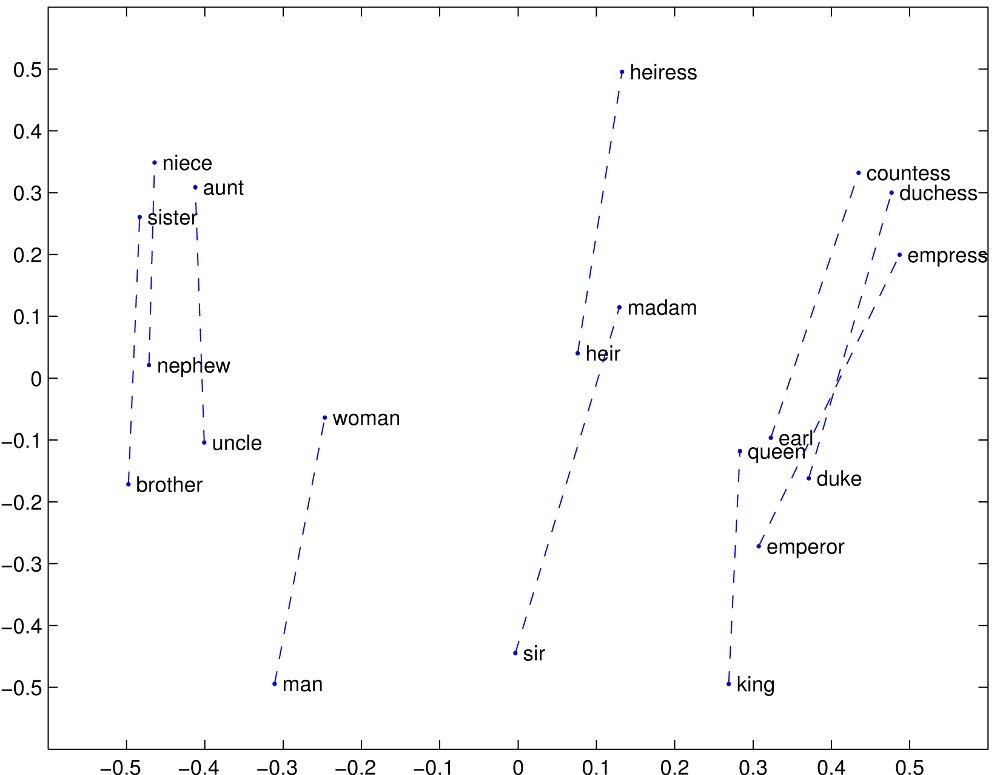 0.5
0.4
0.3
0.2
0.1
0
−0.1
−0.2
−0.3
−0.4
−0.5
heiress
niece
countess
aunt
duchess
sister
empress
madam
heir
nephew
woman
earl
uncle
queen
duke
brother
emperor
sir
man
king
−0.5 −0.4 −0.3 −0.2 −0.1 0 0.1 0.2 0.3 0.4 0.5